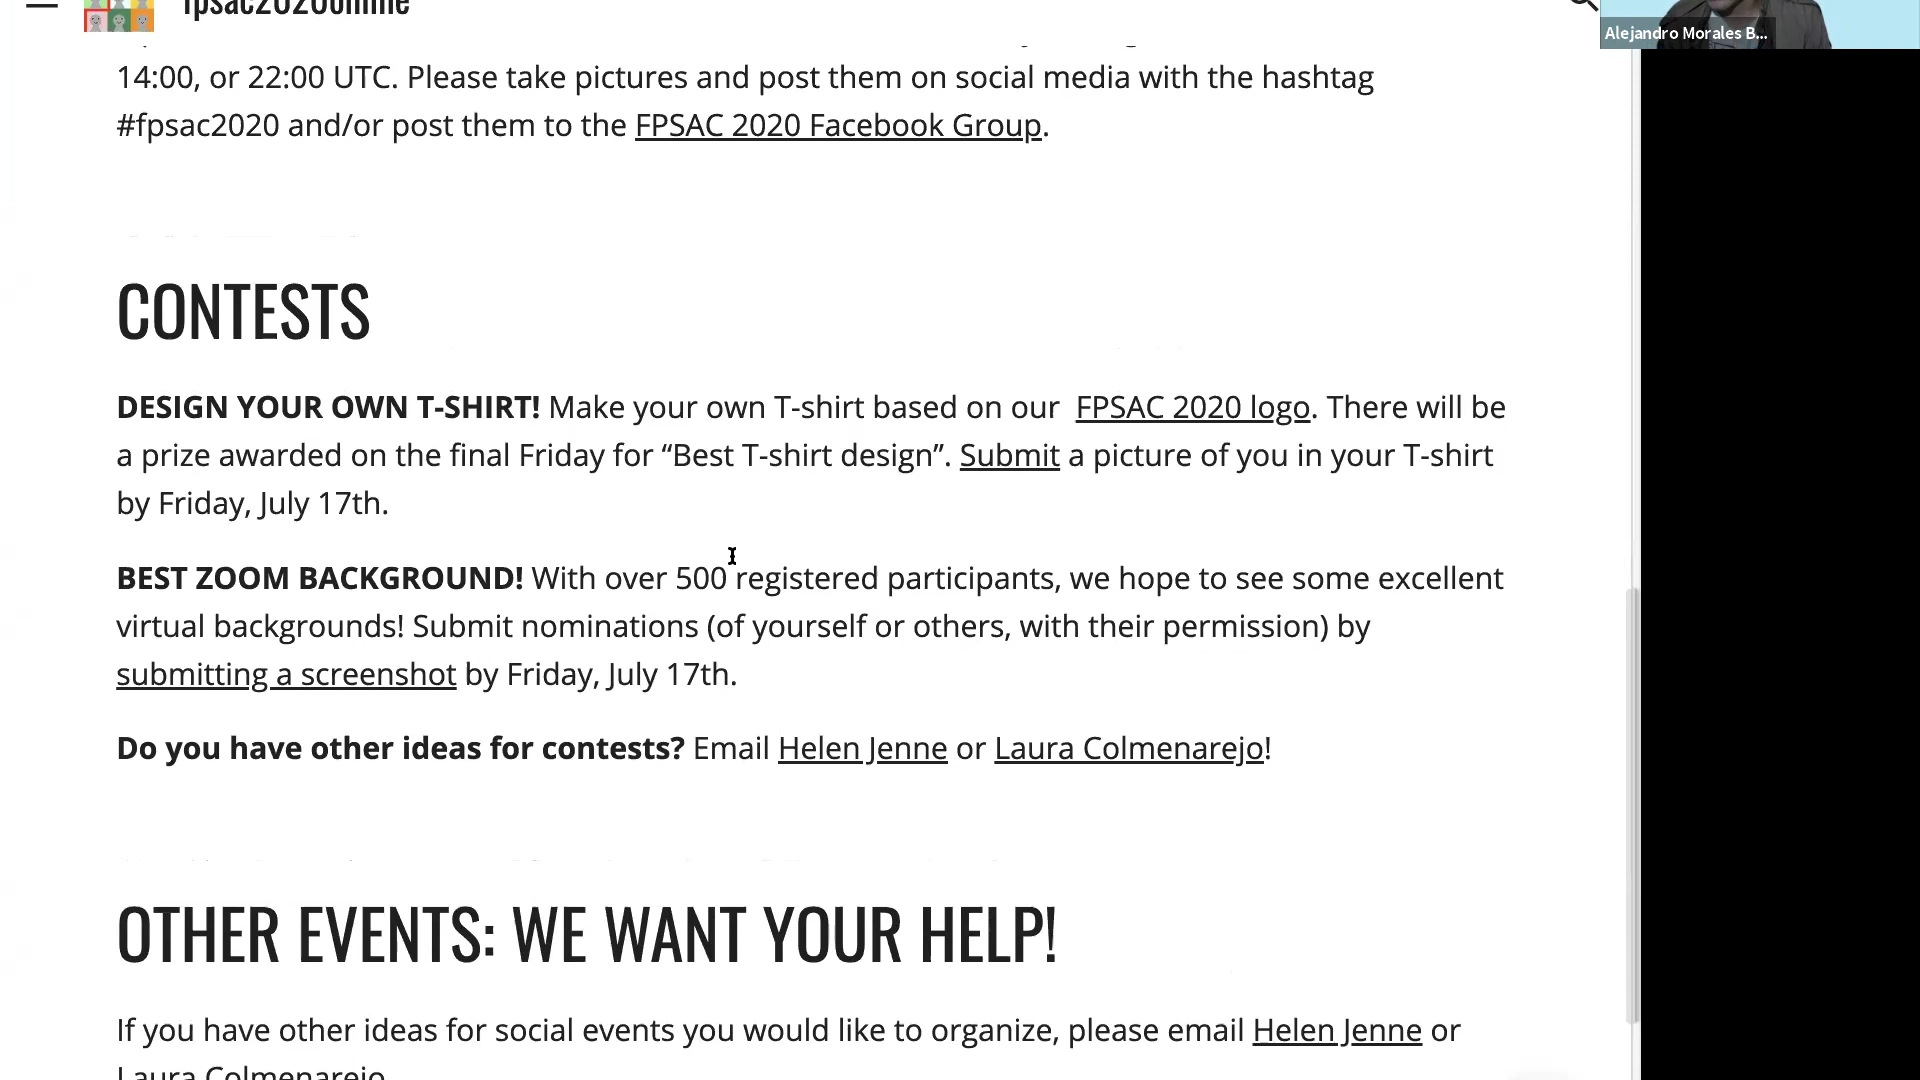 fpsac2020online
Alejandro Morales B...
14:00, or 22:00 UTC. Please take pictures and post them on social media with the hashtag
#fpsac2020 and/or post them to the FPSAC 2020 Facebook Group.
CONTESTS
DESIGN YOUR OWN T-SHIRT! Make your own T-shirt based on our FPSAC 2020 logo. There will be
a prize awarded on the final Friday for “Best T-shirt design”. Submit a picture of you in your T-shirt
by Friday, July 17th.
BEST ZOOM BACKGROUND! With over 500 registered participants, we hope to see some excellent
virtual backgrounds! Submit nominations (of yourself or others, with their permission) by
submitting a screenshot by Friday, July 17th.
Do you have other ideas for contests? Email Helen Jenne or Laura Colmenarejo!
OTHER EVENTS: WE WANT YOUR HELP!
If you have other ideas for social events you would like to organize, please email Helen Jenne or
Laura Colmenarejo.